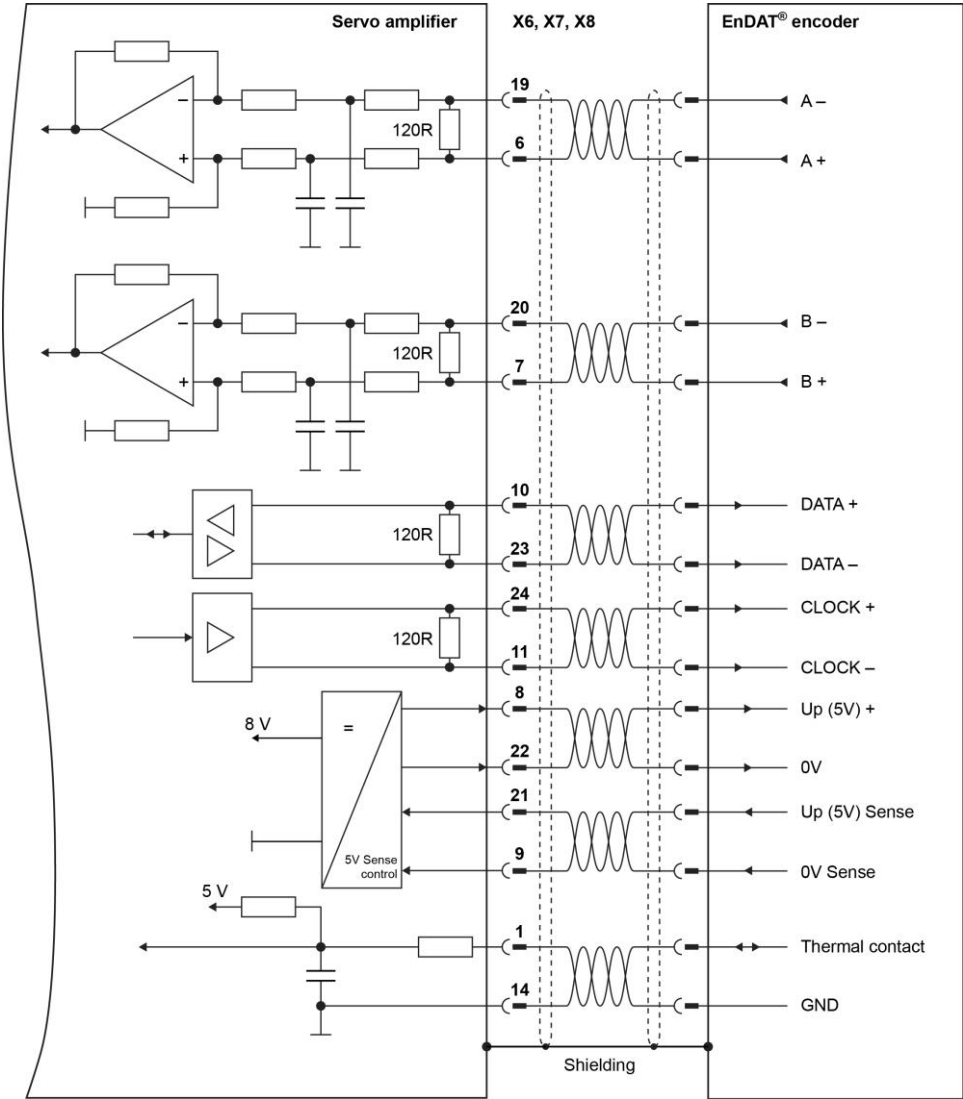 Servo amplifier X6, X7, X8 EnDAT® encoder
19 A –
120R
6 A +
– +
20 B –
120R
7 B +
– +
10 DATA +
120R
23 DATA –
24 CLOCK +
120R
11 CLOCK –
8 Up (5V) +
8 V =
22 0V
21 Up (5V) Sense
5V Sense
control
9 0V Sense
5 V
1 Thermal contact
14 GND
Shielding